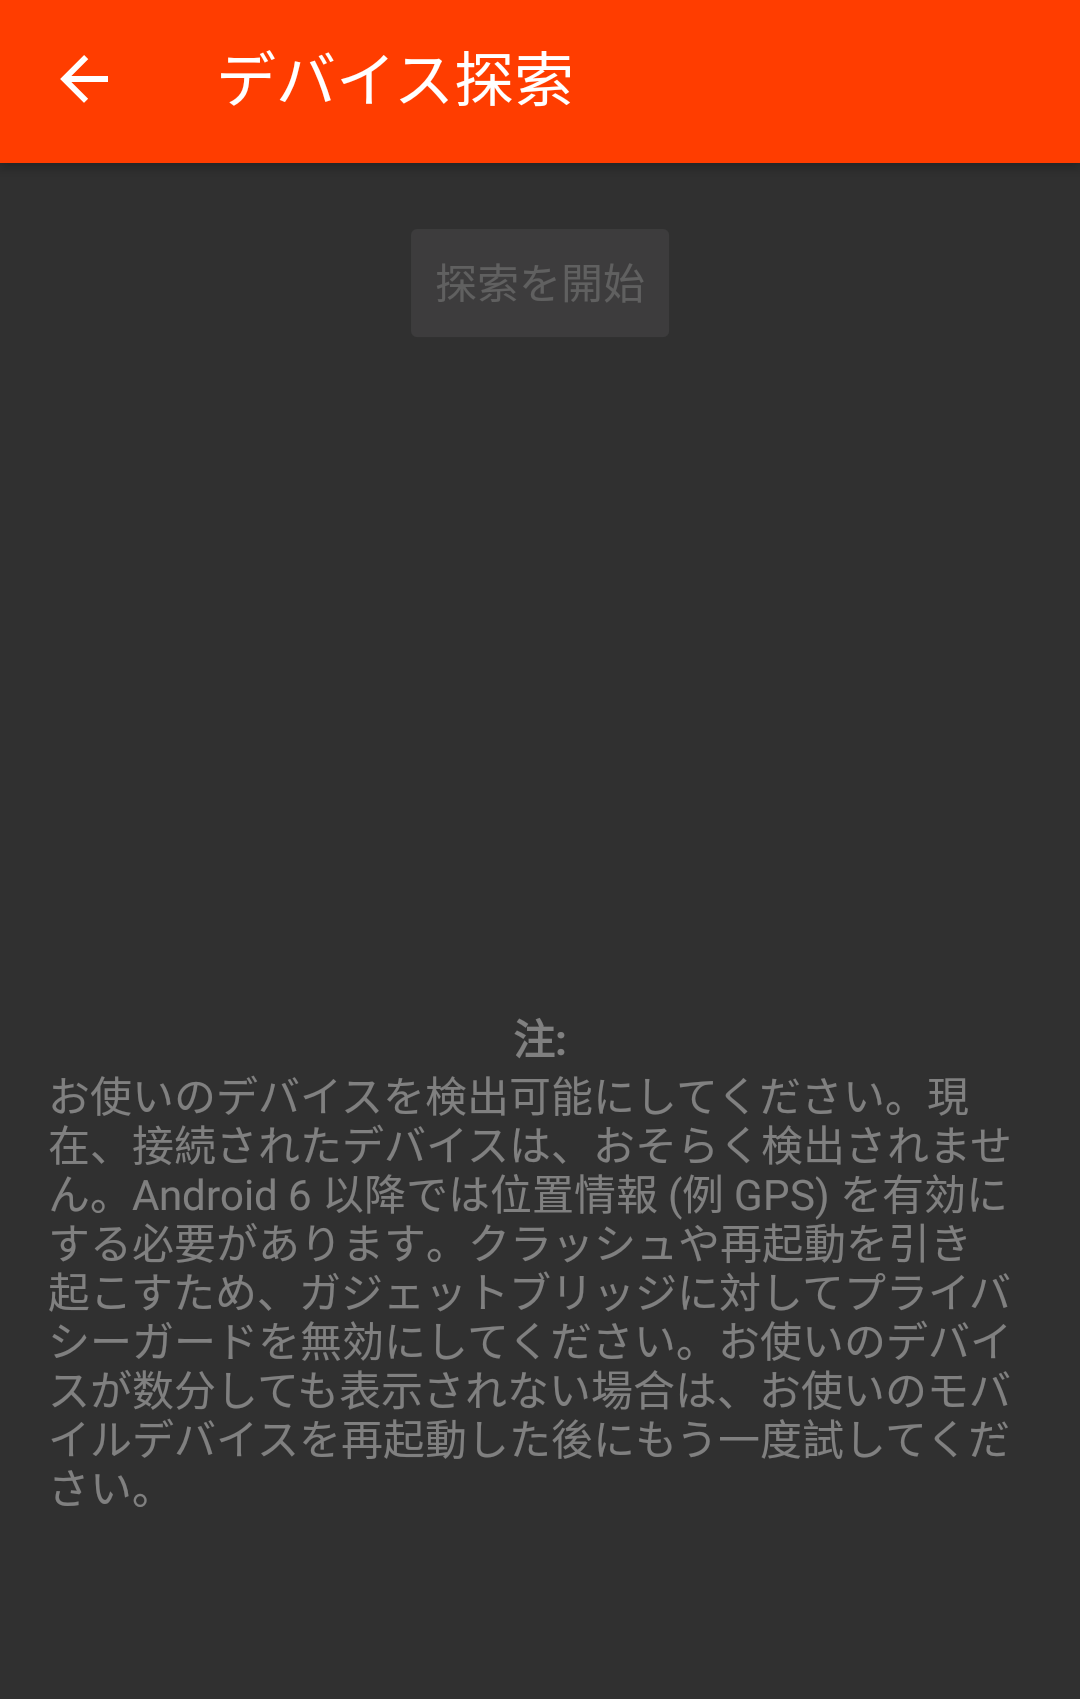 デバイス探索
探索を開始
注:
お使いのデバイスを検出可能にしてください。現
在、接続されたデバイスは、おそらく検出されませ
ん。Android 6 以降では位置情報 (例 GPS) を有効に
する必要があります。クラッシュや再起動を引き
起こすため、ガジェットブリッジに対してプライバ
シーガードを無効にしてください。お使いのデバイ
スが数分しても表示されない場合は、お使いのモバ
イルデバイスを再起動した後にもう一度試してくだ
さい。